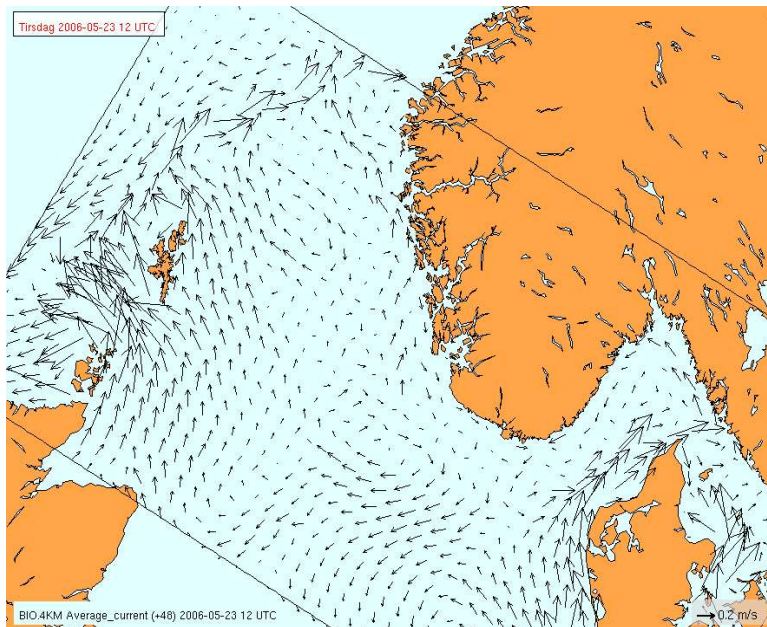 Tirsdag 2006-05-23 12 UTC
BIO.4KM Average_current (+48) 2006-05-23 12 UTC
0.2 m/s